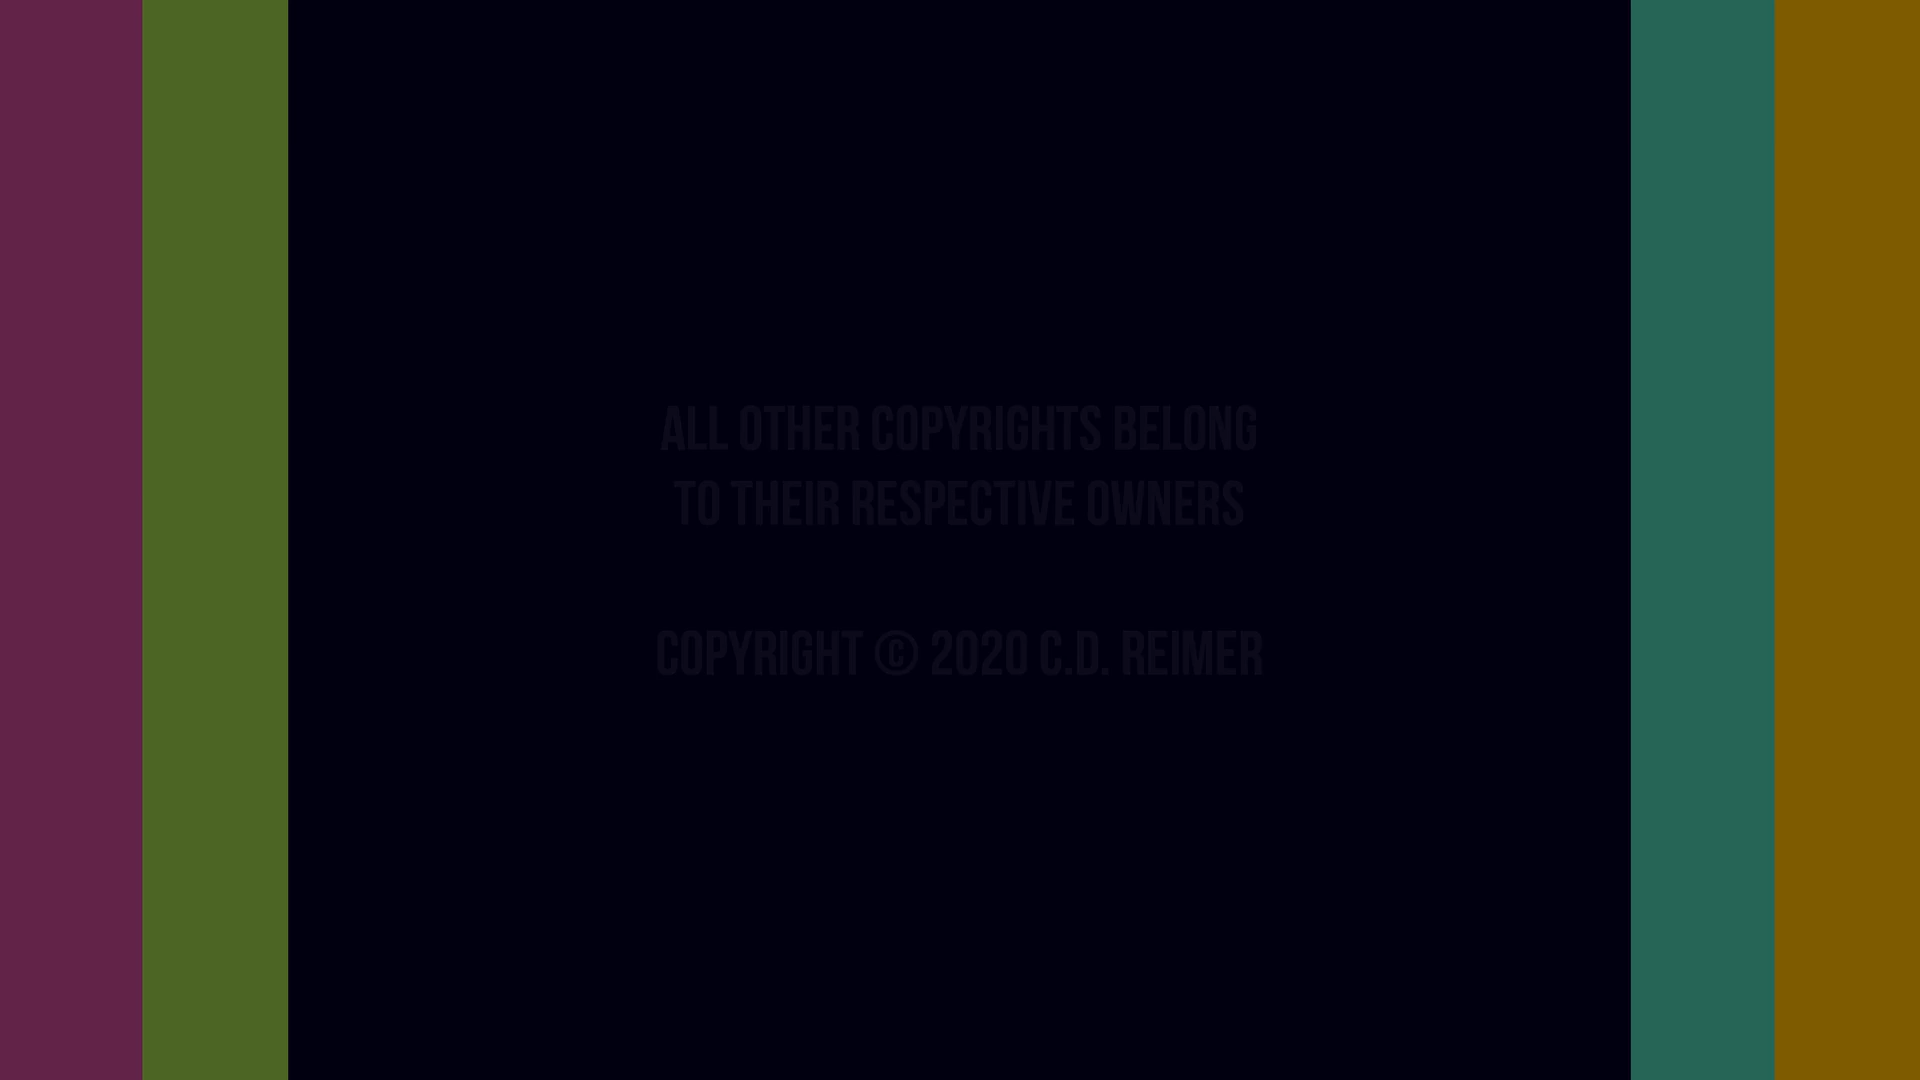 ALL OTHER COPYRIGHTS BELONG
TO THEIR RESPECTIVE OWNERS
COPYRIGHT © 2020 C.D. REIMER